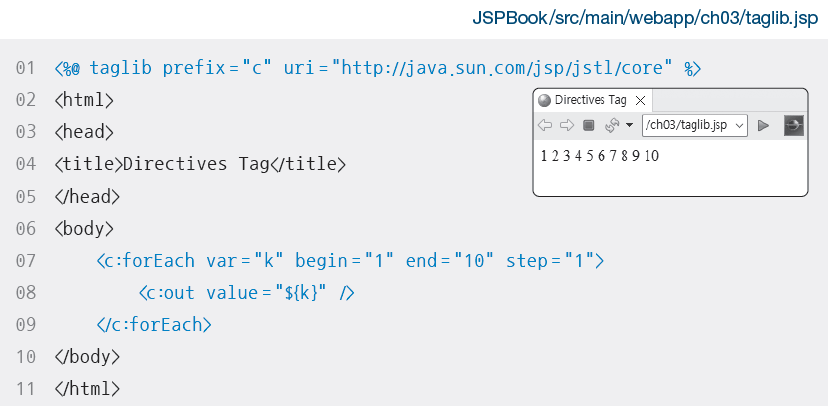 JSPBook/src/main/webapp/ch03/taglib.jsp
01 <%@ taglib prefix="c" uri="http://java.sun.com/jsp/jstl/core" %>
02 <html>
03 <head>
04 <title>Directives Tag</title>
05 </head>
06 <body>
07     <c:forEach var="k" begin="1" end="10" step="1">
08         <c:out value="${k}" />
09     </c:forEach>
10 </body>
11 </html>
Directives Tag
/ch03/taglib.jsp
1 2 3 4 5 6 7 8 9 10